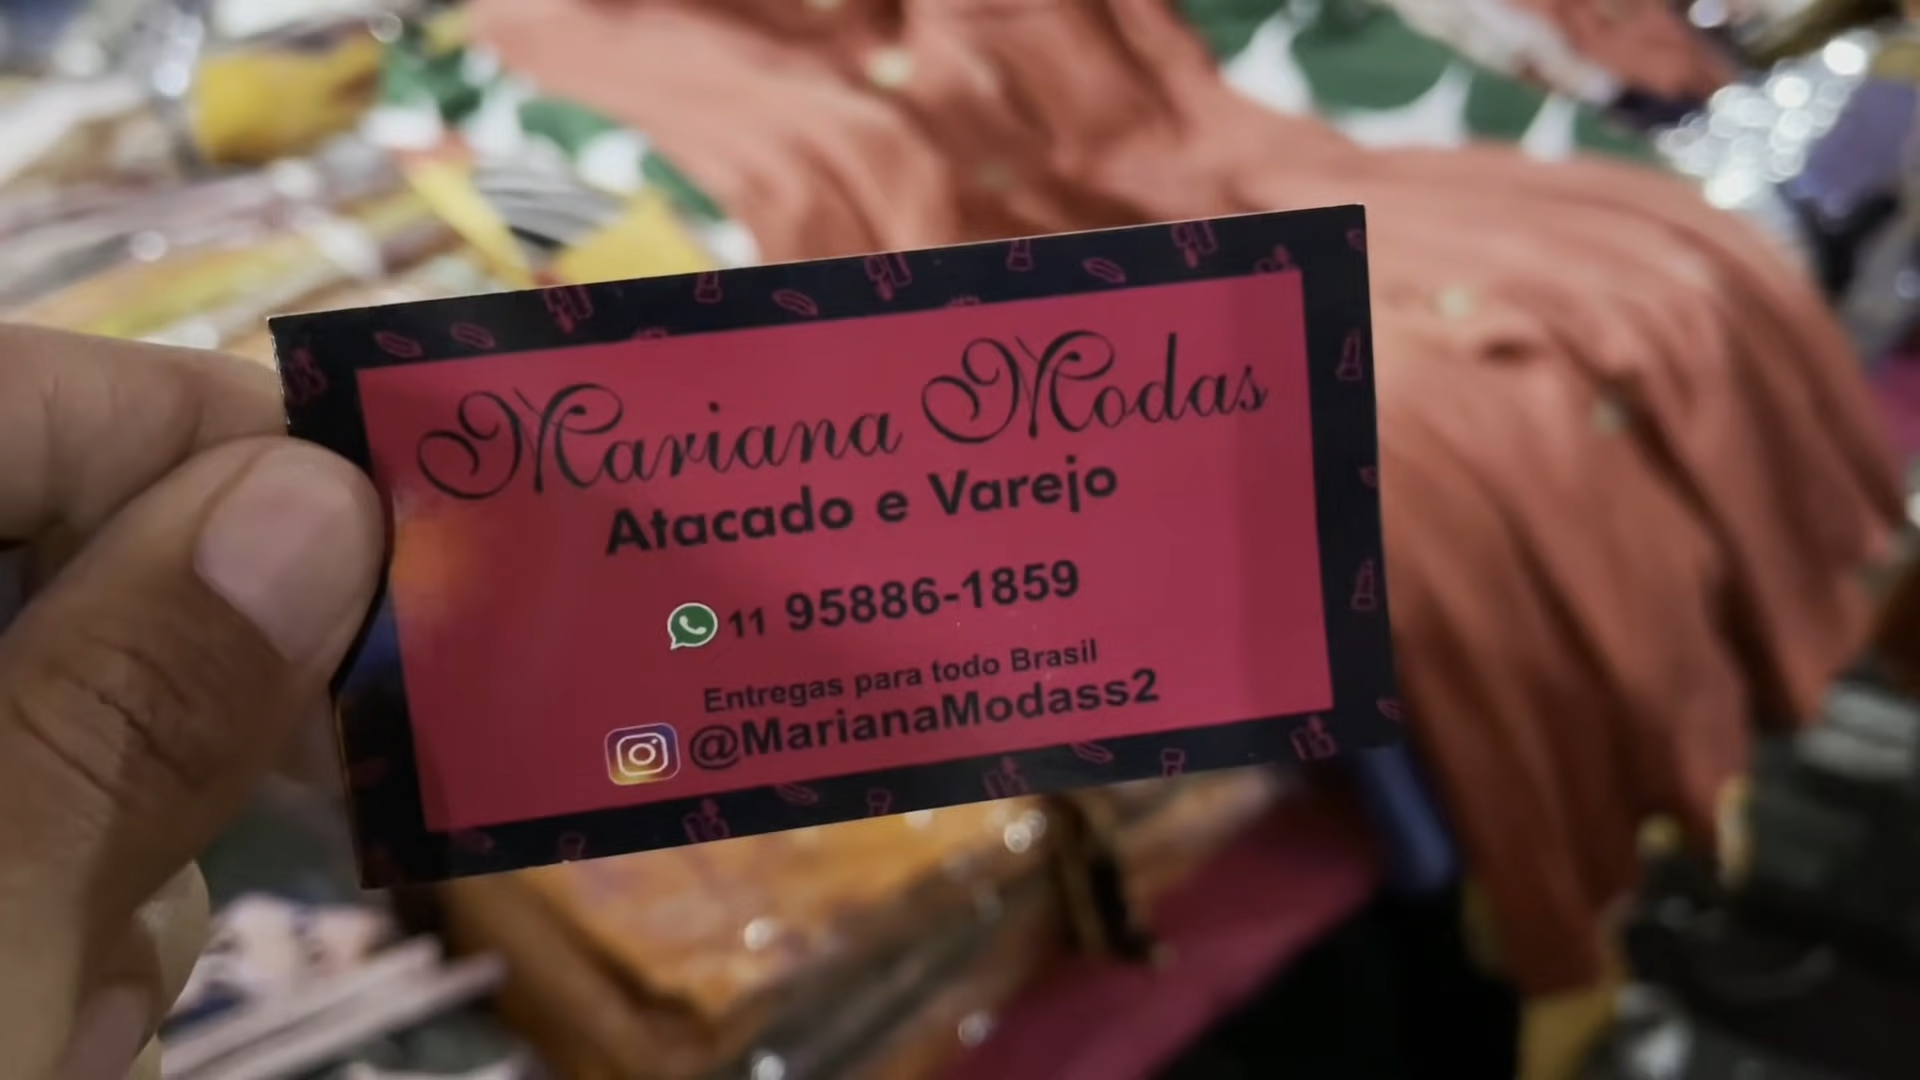 Mariana Modas
Atacado e Varejo
11 95886-1859
Entregas para todo Brasil
@MarianaModass2